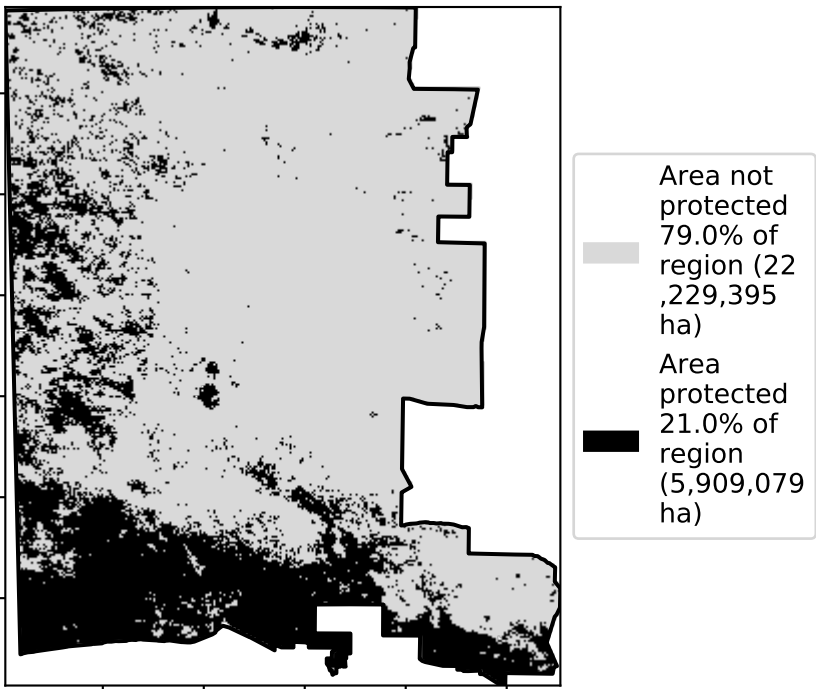 Area not
protected
79.0% of
region (22
,229,395
ha)
Area
protected
21.0% of
region
(5,909,079
ha)